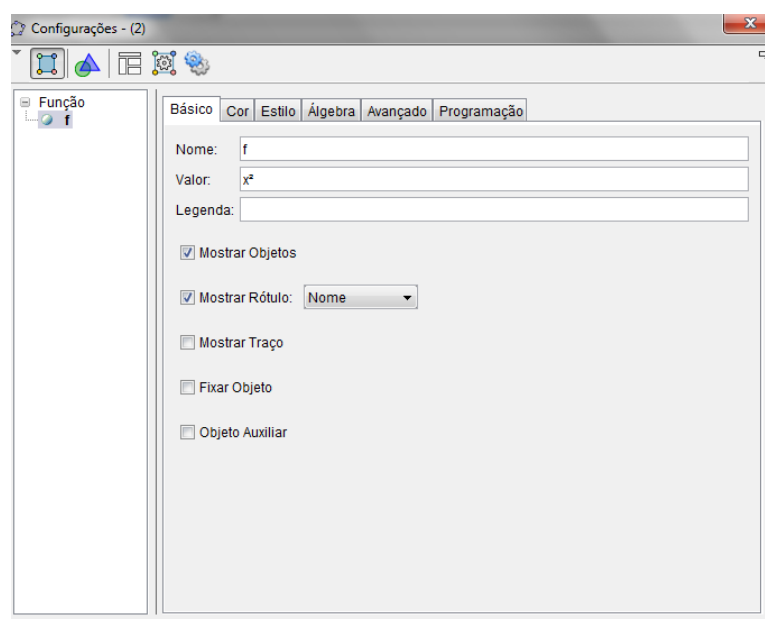 Configurações - (2)
Função
f
Básico Cor Estilo Álgebra Avançado Programação
Nome: f
Valor: x²
Legenda:
Mostrar Objetos
Mostrar Rótulo: Nome
Mostrar Traço
Fixar Objeto
Objeto Auxiliar